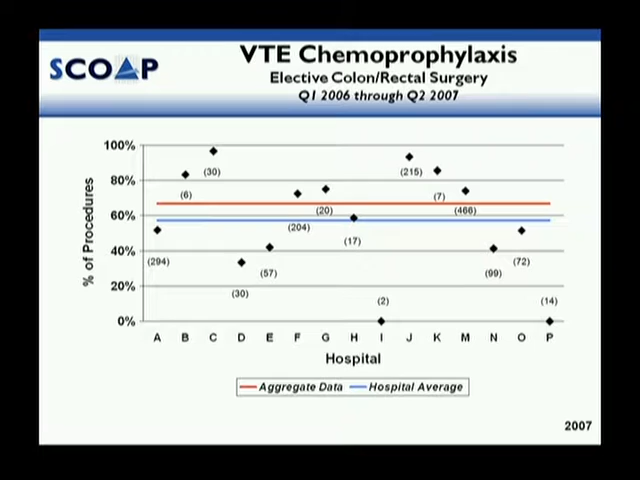 SCOAP
VTE Chemoprophylaxis
Elective Colon/Rectal Surgery
Q1 2006 through Q2 2007
% of Procedures
100%
80%
60%
40%
20%
0%
(294)
(6)
(30)
(30)
(57)
(204)
(20)
(17)
(2)
(215)
(7)
(466)
(99)
(72)
(14)
A B C D E F G H I J K M N O P
Hospital
Aggregate Data Hospital Average
2007